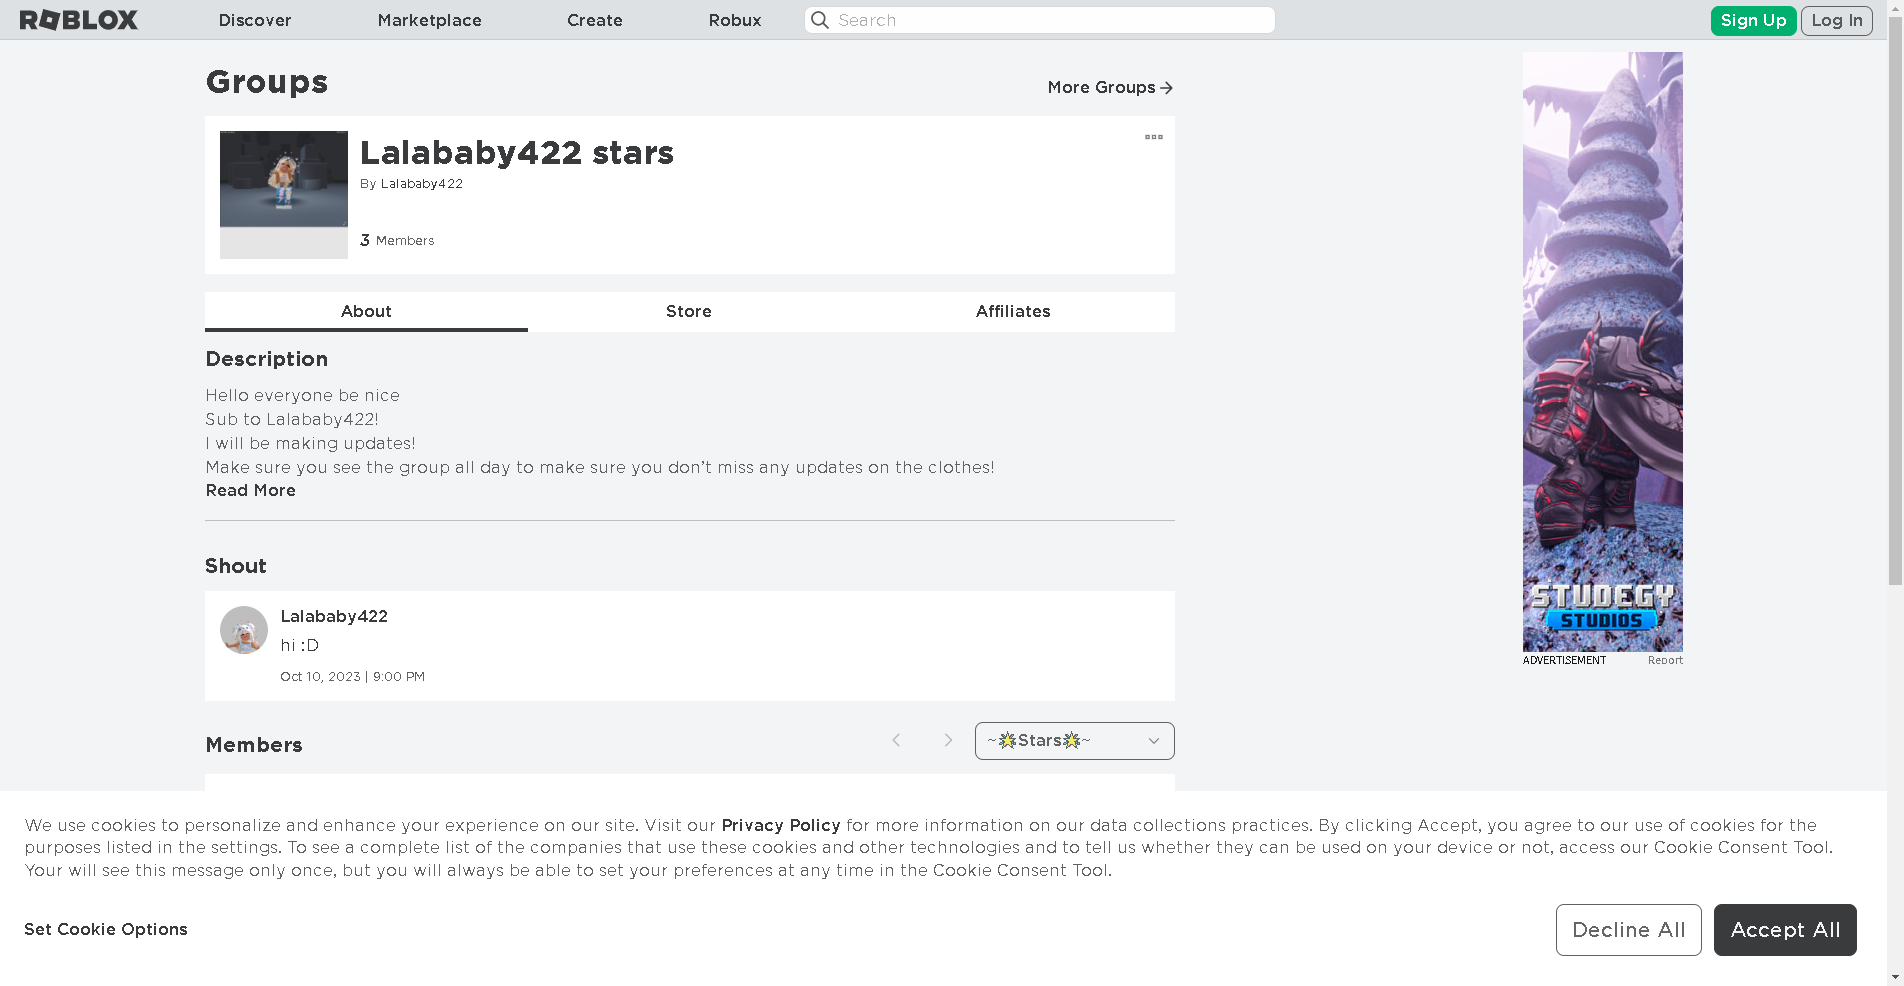 ROBLOX Discover Marketplace Create Robux Search Sign Up Log In
Groups
More Groups
Lalababy422 stars
By Lalababy422
3 Members
About Store Affiliates
Description
Hello everyone be nice
Sub to Lalababy422!
I will be making updates!
Make sure you see the group all day to make sure you don’t miss any updates on the clothes!
Read More
Shout
Lalababy422
hi :D
Oct 10, 2023 | 9:00 PM
Members
~🌟Stars🌟~
STUDEGY
STUDIOS
ADVERTISEMENT Report
We use cookies to personalize and enhance your experience on our site. Visit our Privacy Policy for more information on our data collections practices. By clicking Accept, you agree to our use of cookies for the
purposes listed in the settings. To see a complete list of the companies that use these cookies and other technologies and to tell us whether they can be used on your device or not, access our Cookie Consent Tool.
Your will see this message only once, but you will always be able to set your preferences at any time in the Cookie Consent Tool.
Set Cookie Options
Decline All Accept All